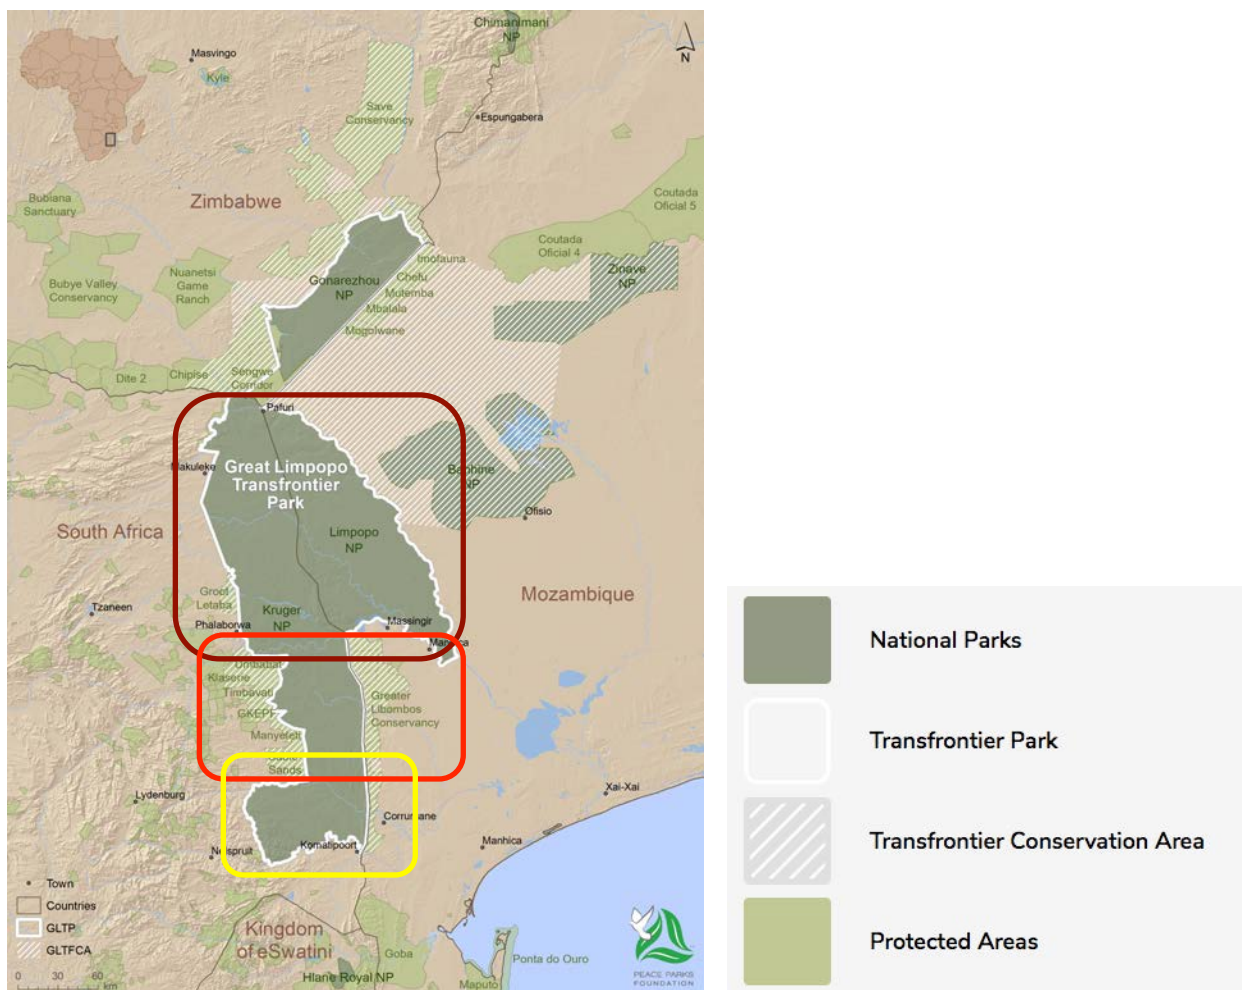 Chimanimani
NP
Masvingo
Kyle
N
Save
Conservancy
Espungabera
Zimbabwe
Bubiana
Sanctuary
Coutada
Oficial 5
Coutada
Oficial 4
Imofauna
Zinave
NP
Nuanetsi
Game
Ranch
Gonarezhou
NP
Chefu
Mutemba
Mbalala
Mogolwane
Bubye Valley
Conservancy
Dite 2
Chipise
Sengwe
Corridor
Pafuri
Makuleke
Great Limpopo
Transfrontier
Park
Banhine
NP
Ofisio
South Africa
Limpopo
NP
Mozambique
Groot
Letaba
Tzaneen
Kruger
NP
Phalaborwa
Massingir
Umbabat
Klaserie
Timbavati
GKEPF
Manyeleti
Greater
Libombos
Conservancy
Sands
Lydenburg
Xai-Xai
Corrumane
Nelspruit
Komatipoort
Manhica
Town
Countries
GLTP
GLTFCA
0 30 60
km
Kingdom
of eSwatini
Goba
Hlane Royal NP
Maputo
Ponta do Ouro
PEACE PARKS
FOUNDATION
National Parks
Transfrontier Park
Transfrontier Conservation Area
Protected Areas